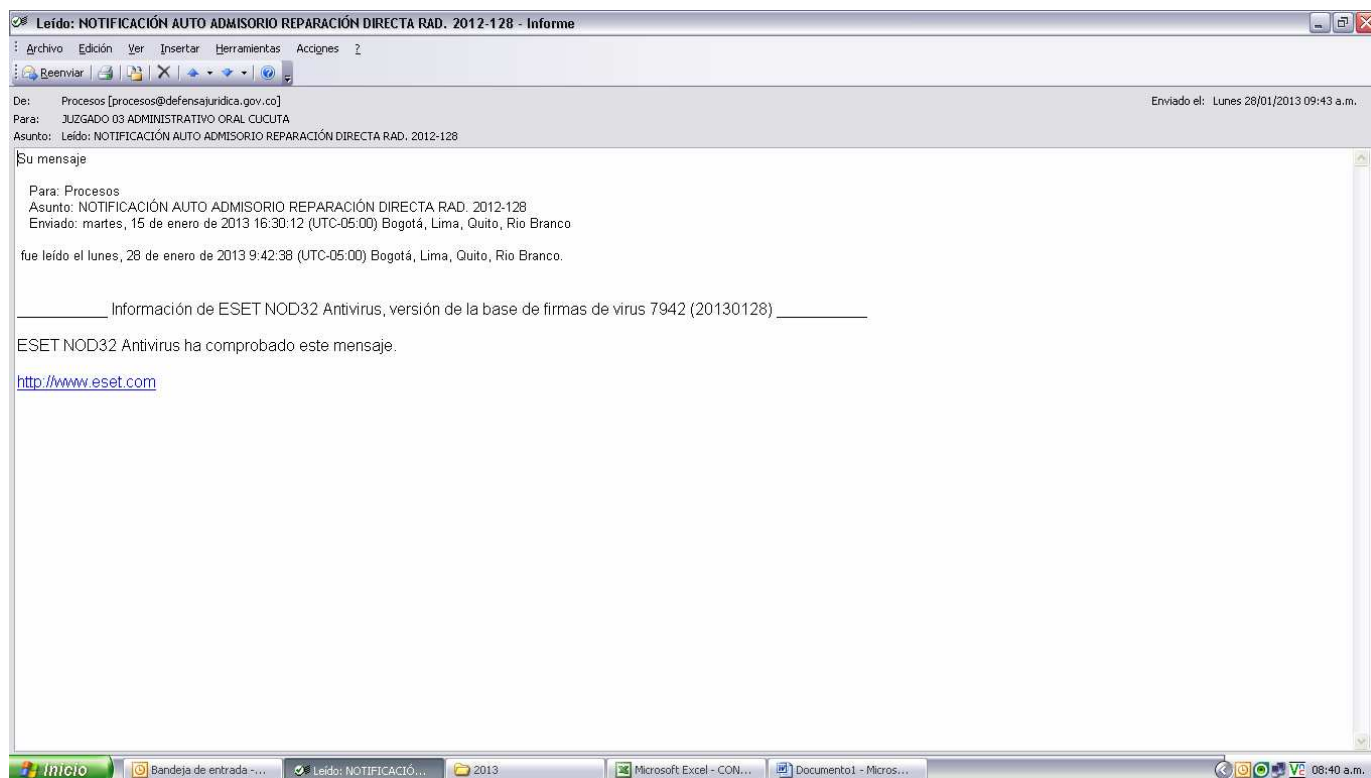 Leído: NOTIFICACIÓN AUTO ADMISORIO REPARACIÓN DIRECTA RAD. 2012-128 - Informe
Archivo Edición Ver Insertar Herramientas Acciones ?
Reenviar
De: Procesos [procesos@defensajuridica.gov.co] Enviado el: Lunes 28/01/2013 09:43 a.m.
Para: JUZGADO 03 ADMINISTRATIVO ORAL CUCUTA
Asunto: Leído: NOTIFICACIÓN AUTO ADMISORIO REPARACIÓN DIRECTA RAD. 2012-128
Su mensaje
Para: Procesos
Asunto: NOTIFICACIÓN AUTO ADMISORIO REPARACIÓN DIRECTA RAD. 2012-128
Enviado: martes, 15 de enero de 2013 16:30:12 (UTC-05:00) Bogotá, Lima, Quito, Rio Branco
fue leído el lunes, 28 de enero de 2013 9:42:38 (UTC-05:00) Bogotá, Lima, Quito, Rio Branco.
__________ Información de ESET NOD32 Antivirus, versión de la base de firmas de virus 7942 (20130128) __________
ESET NOD32 Antivirus ha comprobado este mensaje.
http://www.eset.com
Inicio Bandeja de entrada -... Leído: NOTIFICACIÓ... 2013 Microsoft Excel - CON... Documento1 - Micros... 08:40 a.m.